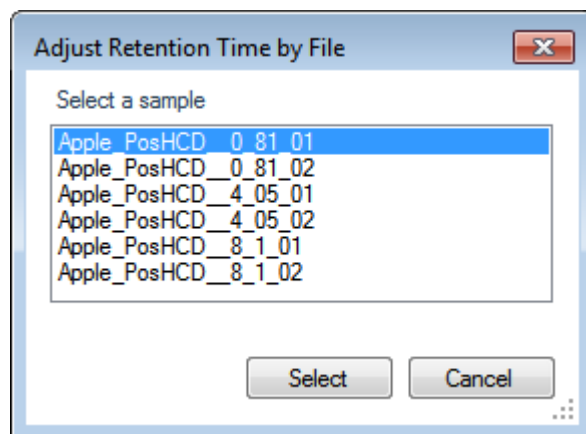 Adjust Retention Time by File
Select a sample
Apple_PosHCD__0_81_01
Apple_PosHCD__0_81_02
Apple_PosHCD__4_05_01
Apple_PosHCD__4_05_02
Apple_PosHCD__8_1_01
Apple_PosHCD__8_1_02
Select Cancel